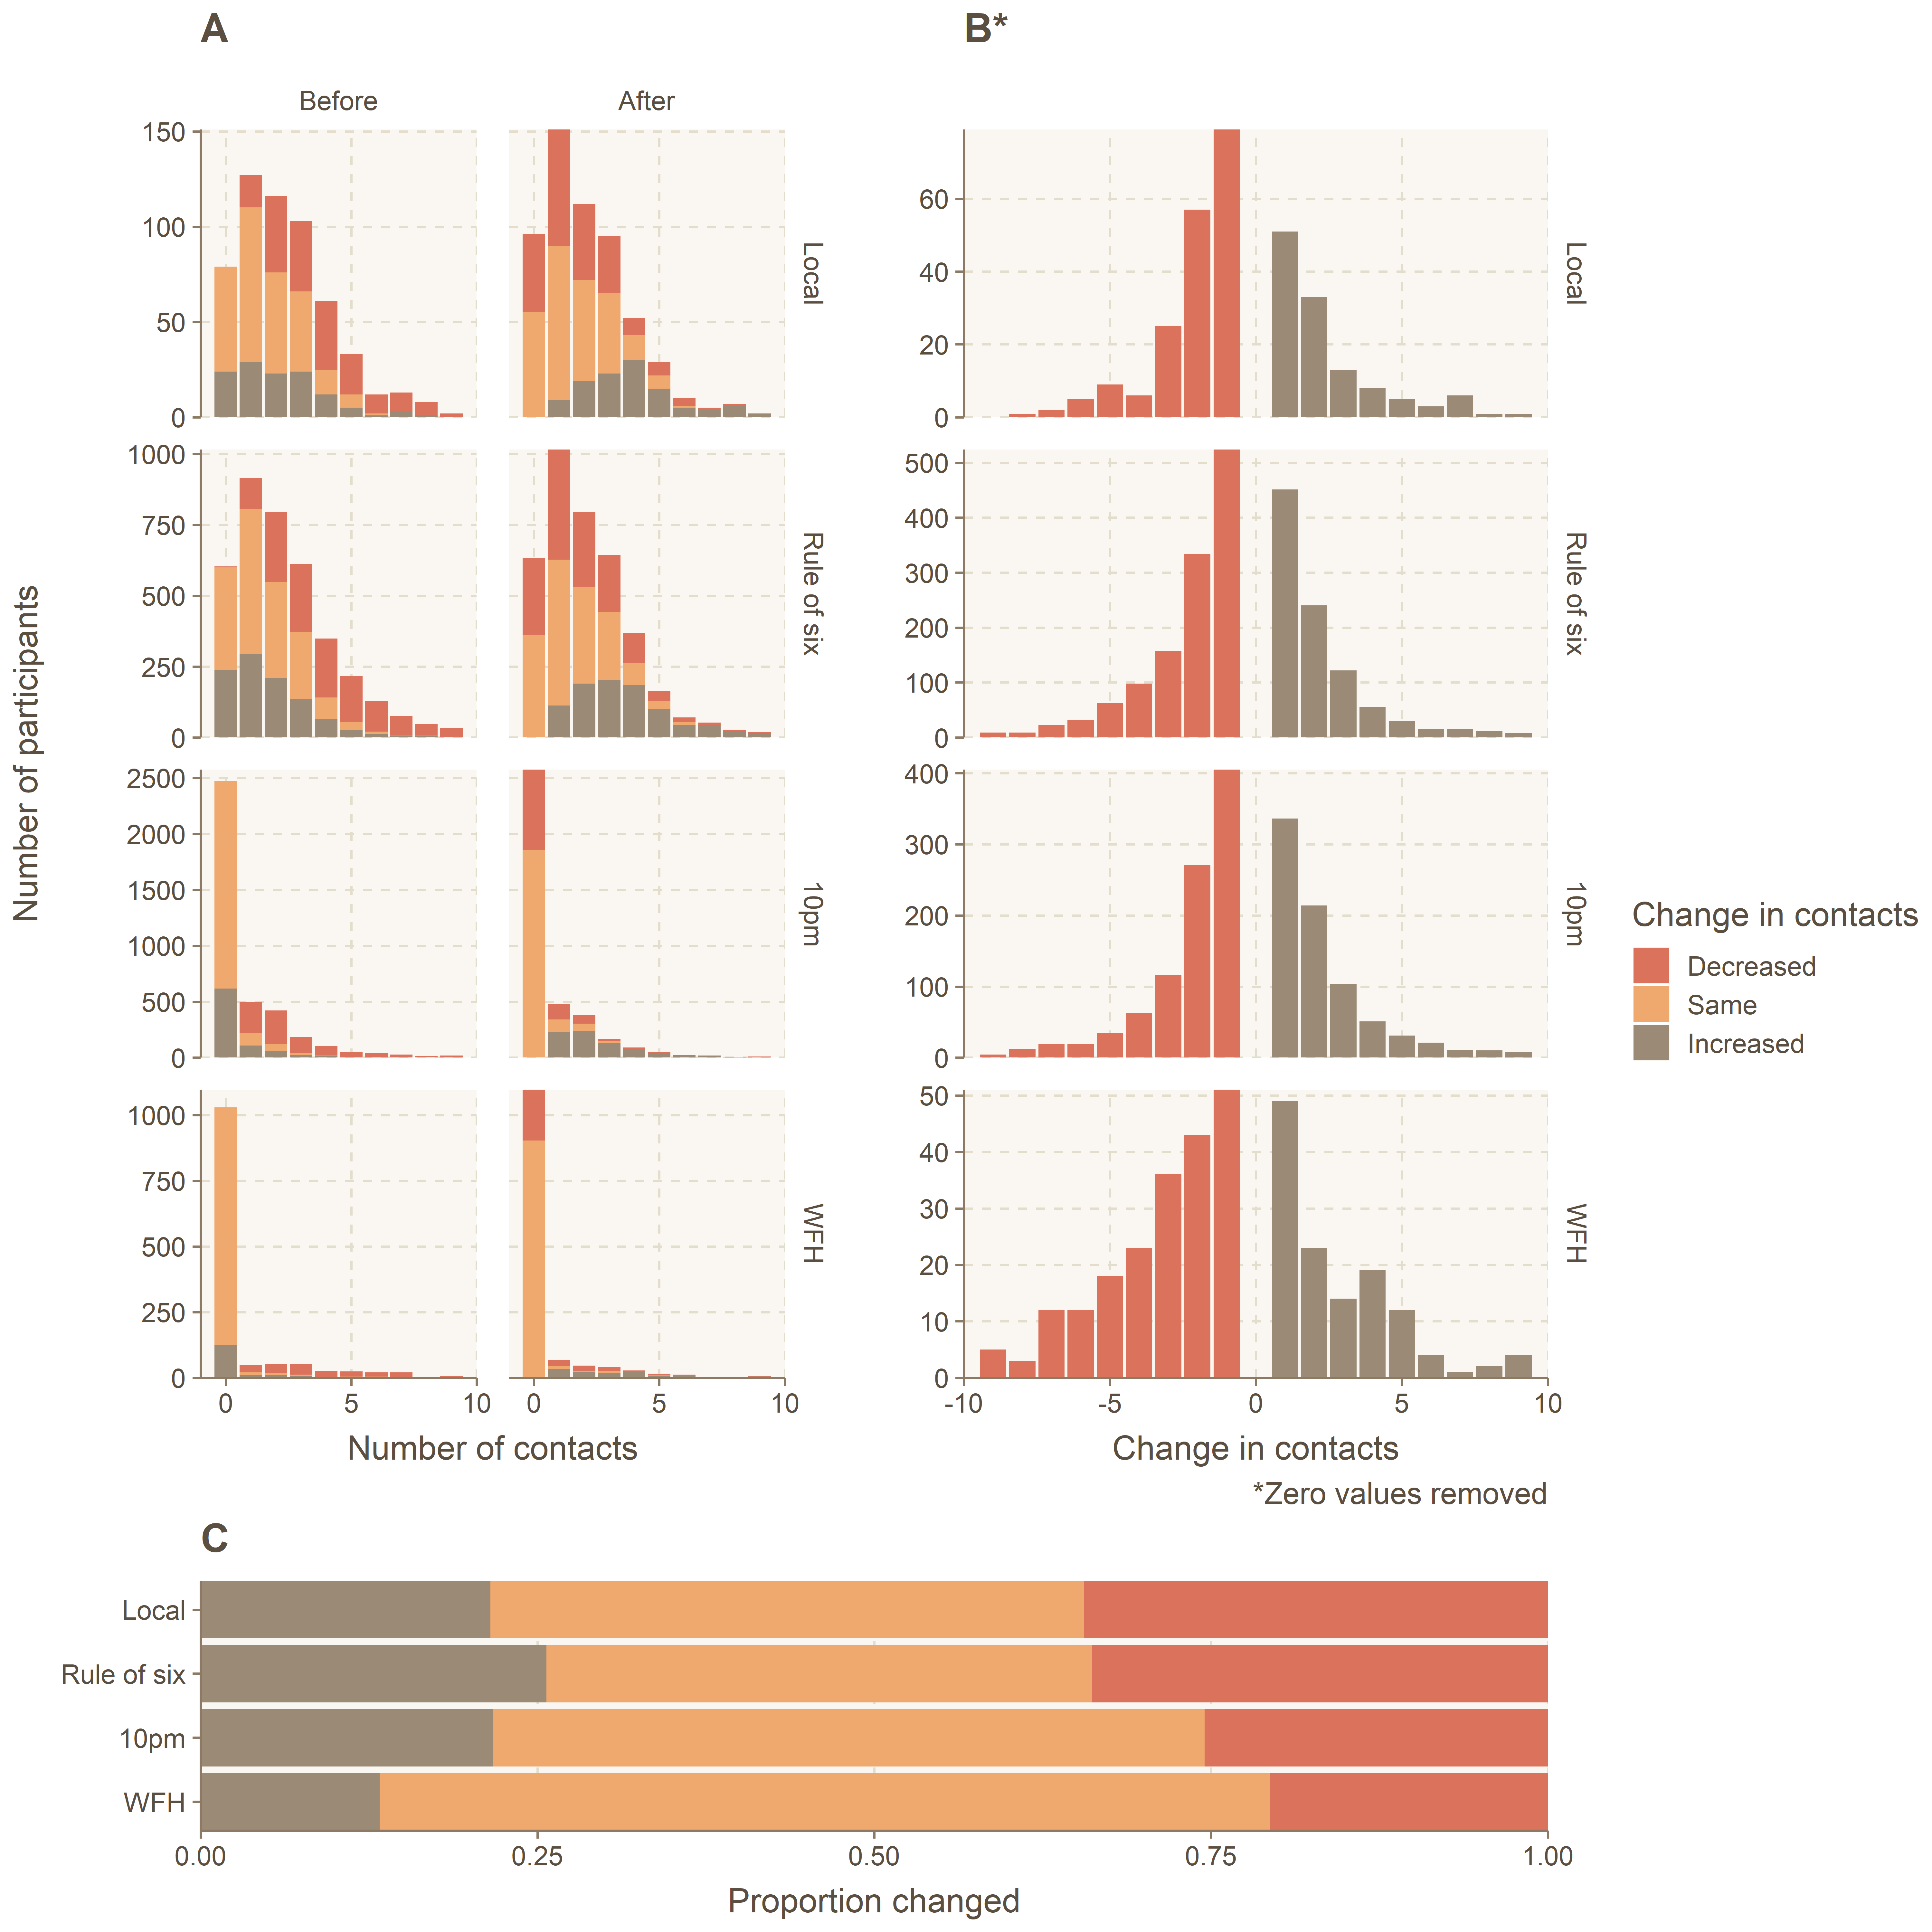 A
B*
Before
After
150
100
50
0
Local
60
40
20
0
Local
1000
750
500
250
0
Rule of six
500
400
300
200
100
0
Rule of six
2500
2000
1500
1000
500
0
10pm
400
300
200
100
0
10pm
1000
750
500
250
0
WFH
50
40
30
20
10
0
WFH
0
5
10
0
5
10
-10
-5
0
5
10
Number of participants
Number of contacts
Change in contacts
*Zero values removed
Change in contacts
Decreased
Same
Increased
C
Local
Rule of six
10pm
WFH
0.00
0.25
0.50
0.75
1.00
Proportion changed